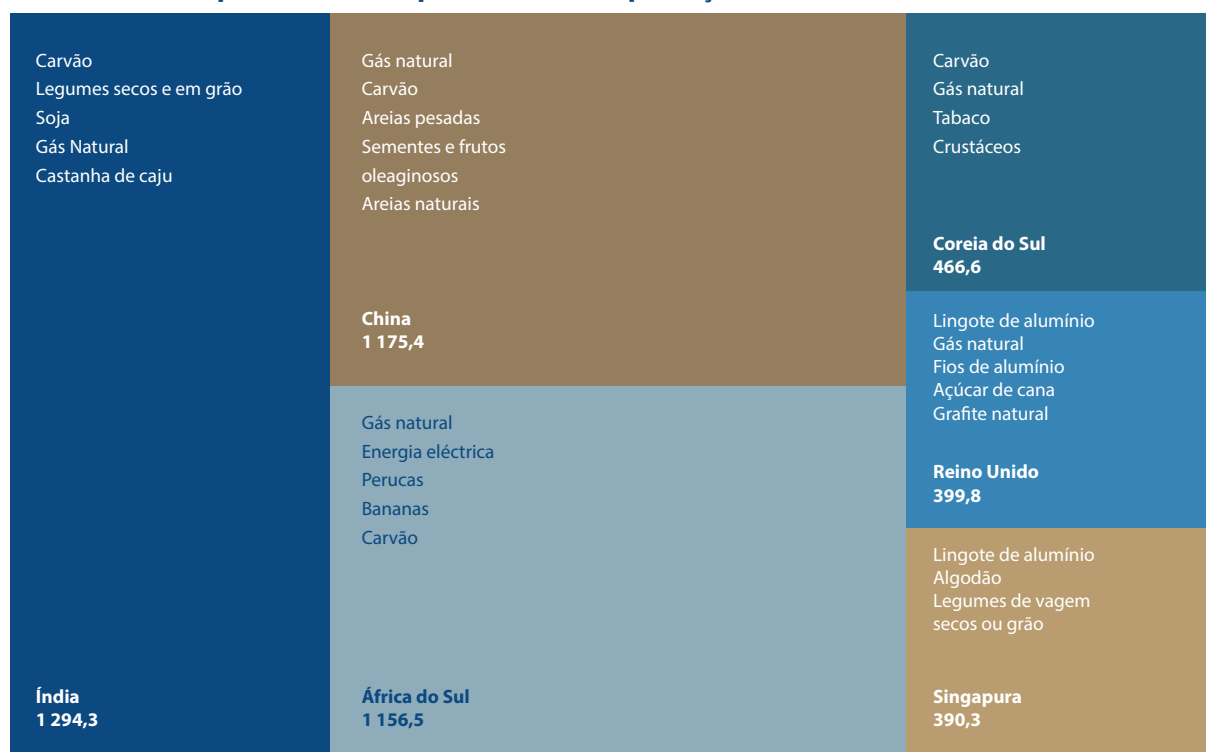 Carvão
Legumes secos e em grão
Soja
Gás Natural
Castanha de caju
Índia
1 294,3
Gás natural
Carvão
Areias pesadas
Sementes e frutos
oleaginosos
Areias naturais
China
1 175,4
Gás natural
Energia eléctrica
Perucas
Bananas
Carvão
África do Sul
1 156,5
Carvão
Gás natural
Tabaco
Crustáceos
Coreia do Sul
466,6
Lingote de alumínio
Gás natural
Fios de alumínio
Açúcar de cana
Grafite natural
Reino Unido
399,8
Lingote de alumínio
Algodão
Legumes de vagem
secos ou grão
Singapura
390,3